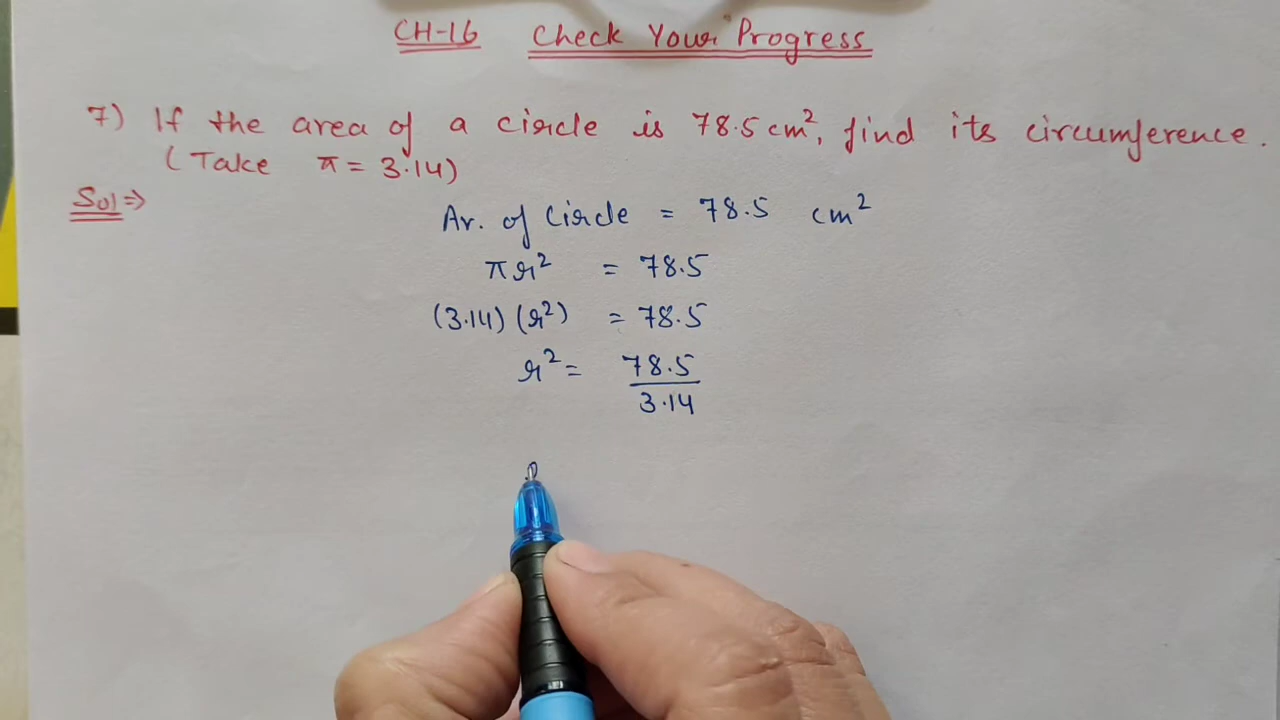 CH-16 Check Your Progress
7) If the area of a circle is 78.5 cm², find its circumference.
(Take π = 3.14)
Sol ⇒
Ar. of Circle = 78.5 cm²
πr² = 78.5
(3.14) (r²) = 78.5
r² = 78.5
3.14